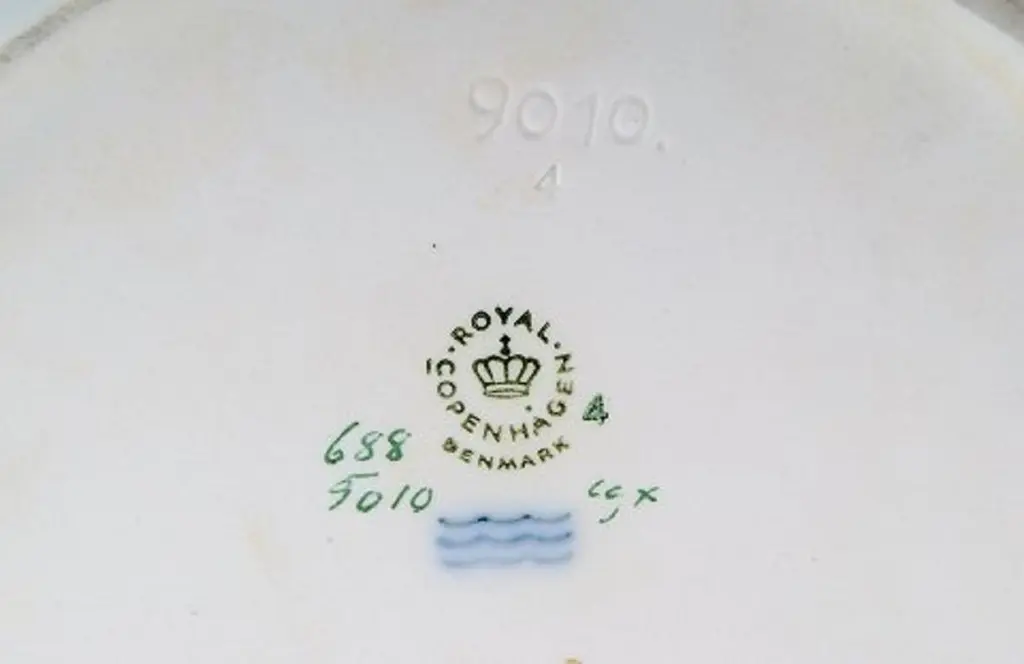 9010.
4
ROYAL
COPENHAGEN
DENMARK
4
688
9010